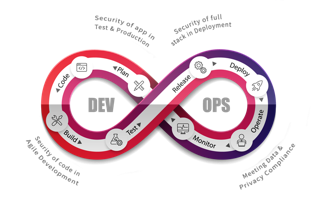 Security of app in
Test & Production
Security of full
stack in Deployment
Code
Plan
Release
Deploy
DEV
OPS
Build
Test
Monitor
Operate
Security of code in
Agile Development
Meeting Data &
Privacy Compliance